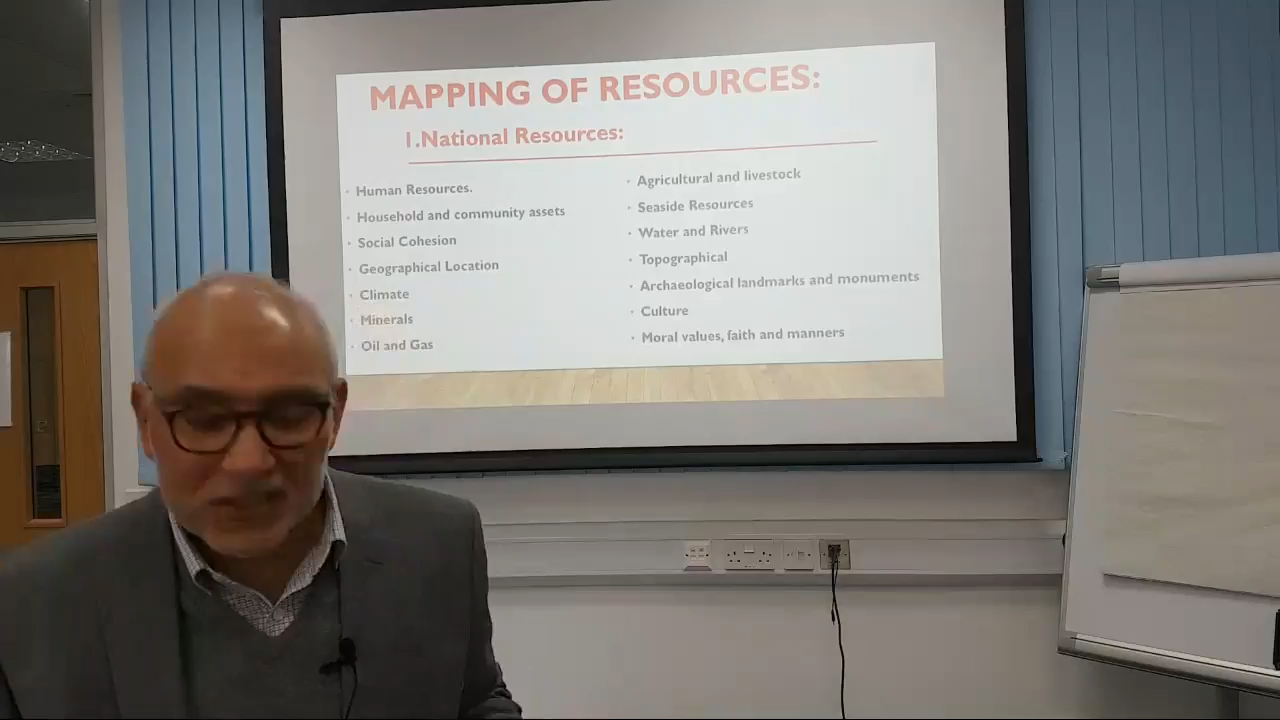 MAPPING OF RESOURCES:
1.National Resources:
Human Resources.
Household and community assets
Social Cohesion
Geographical Location
Climate
Minerals
Oil and Gas
Agricultural and livestock
Seaside Resources
Water and Rivers
Topographical
Archaeological landmarks and monuments
Culture
Moral values, faith and manners